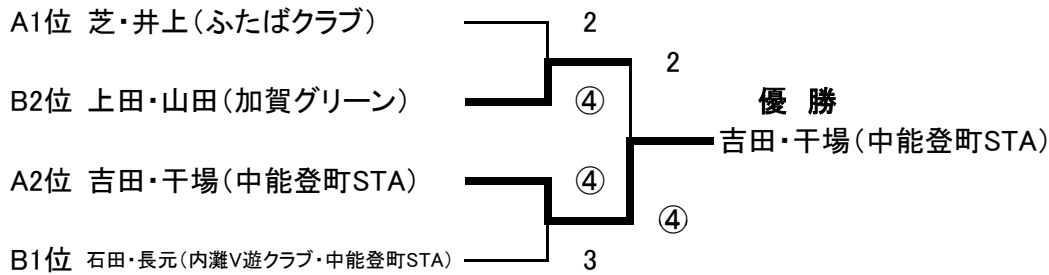 A1位 芝・井上(ふたばクラブ) 2
2
B2位 上田・山田(加賀グリーン) ④
優 勝
吉田・干場(中能登町STA)
A2位 吉田・干場(中能登町STA) ④
④
B1位 石田・長元(内灘V遊クラブ・中能登町STA) 3